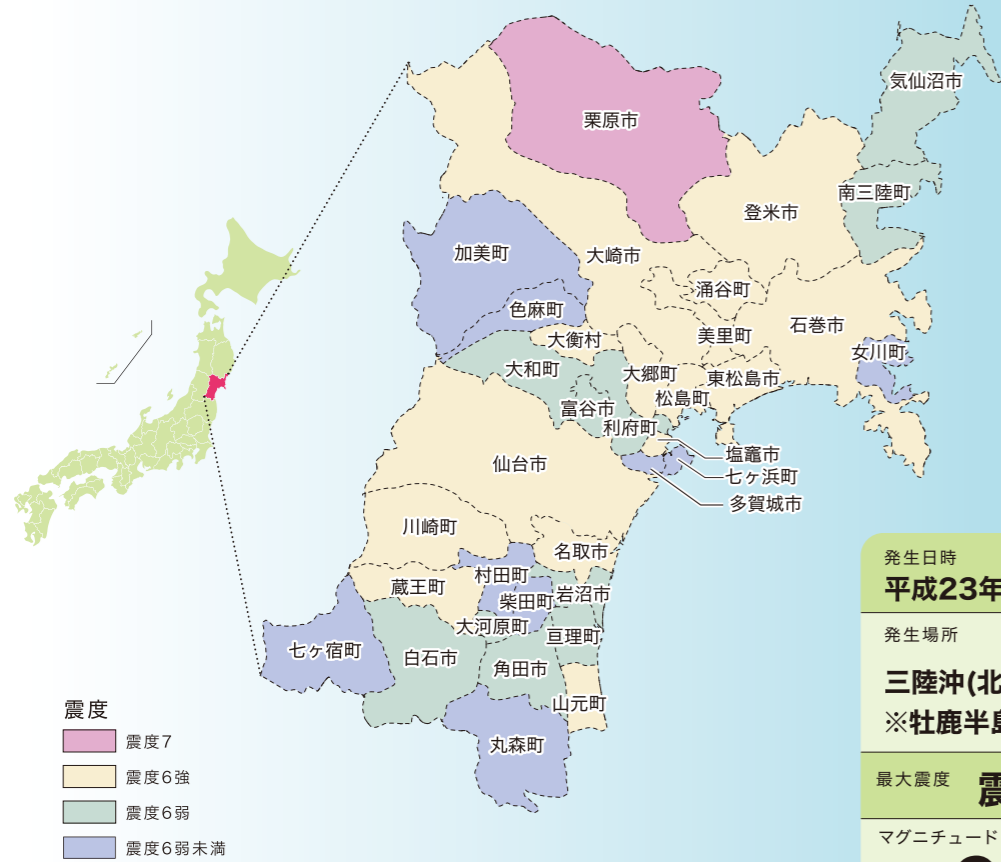 栗原市
気仙沼市
南三陸町
登米市
大崎市
加美町
涌谷町
色麻町
石巻市
美里町
大衡村
女川町
大和町
大郷町
東松島市
松島町
富谷市
利府町
塩竈市
仙台市
七ヶ浜町
多賀城市
川崎町
名取市
村田町
蔵王町
岩沼市
柴田町
大河原町
亘理町
七ヶ宿町
白石市
角田市
山元町
丸森町
震度
震度7
震度6強
震度6弱
震度6弱未満
発生日時
平成23年
発生場所
三陸沖(北
※牡鹿半島
最大震度 震
マグニチュード